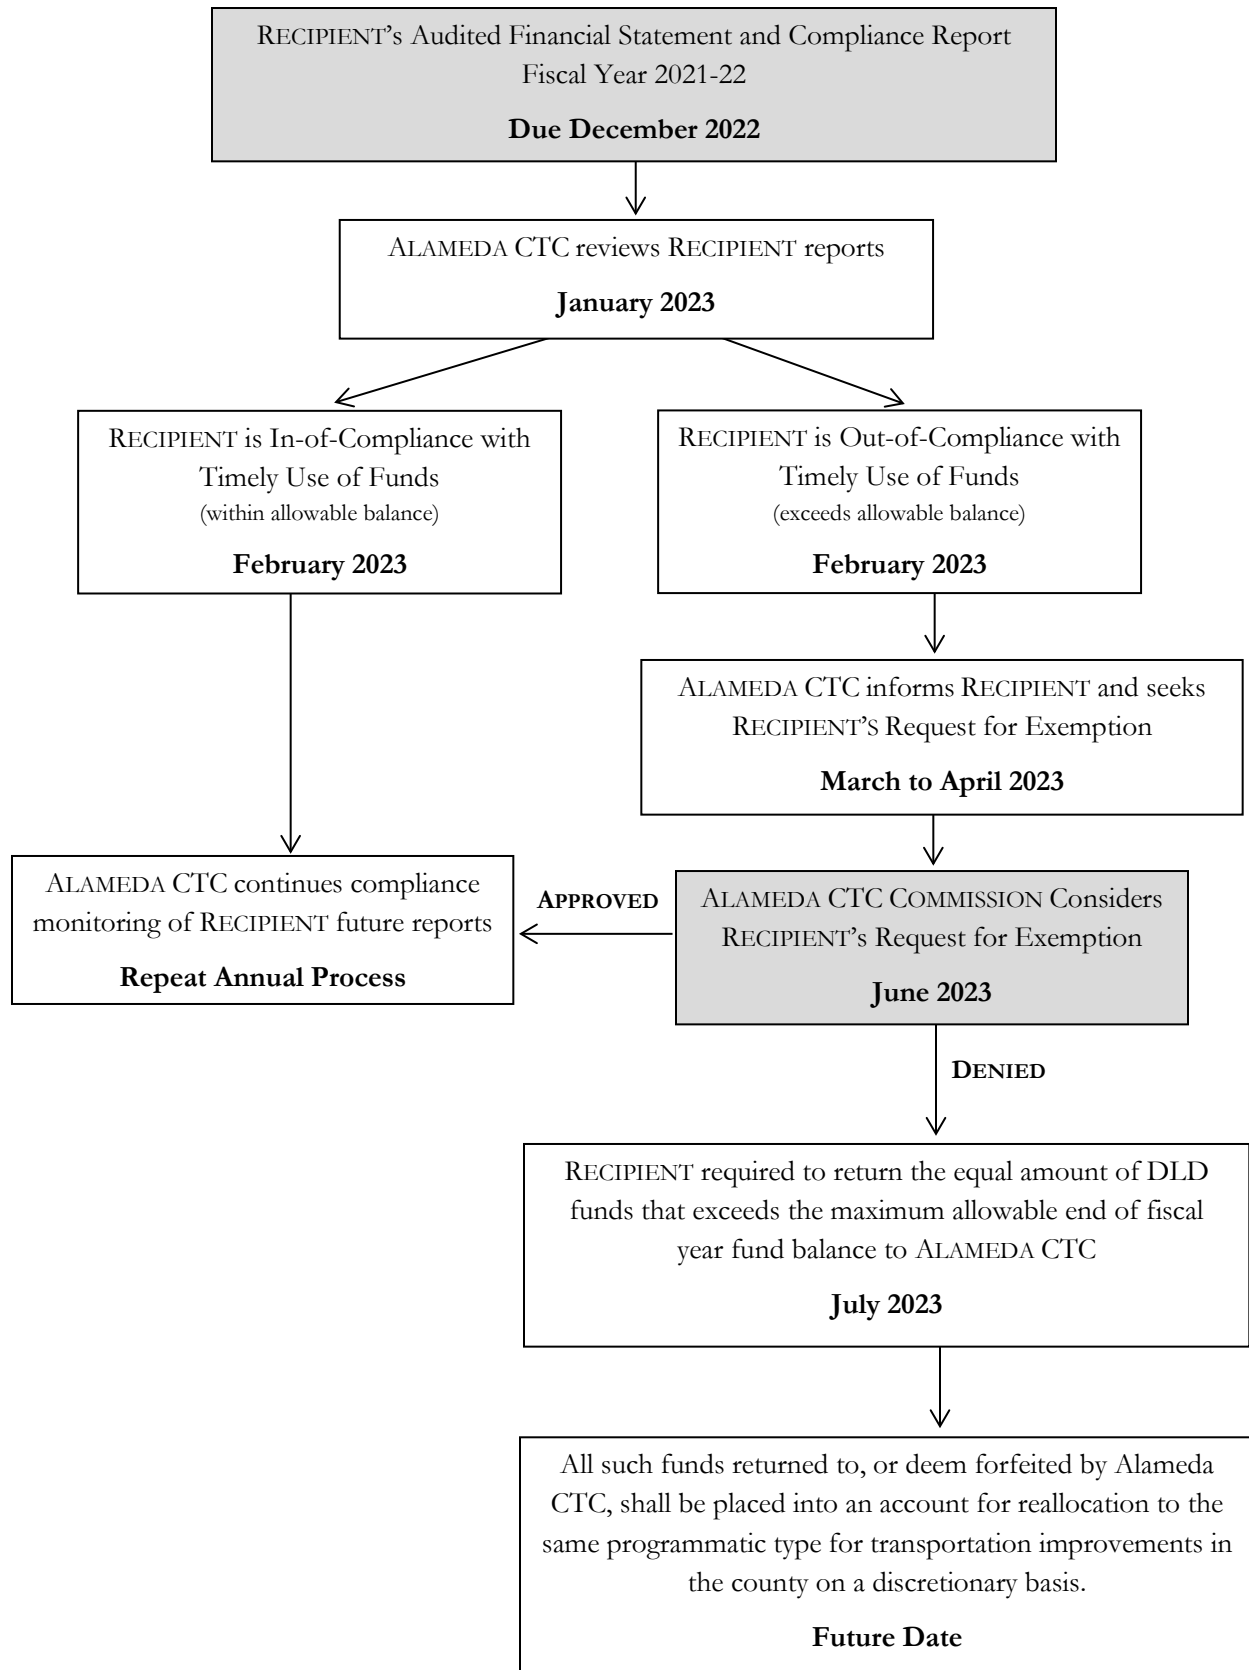 RECIPIENT's Audited Financial Statement and Compliance Report
Fiscal Year 2021-22
Due December 2022
ALAMEDA CTC reviews RECIPIENT reports
January 2023
RECIPIENT is In-of-Compliance with
Timely Use of Funds
(within allowable balance)
February 2023
RECIPIENT is Out-of-Compliance with
Timely Use of Funds
(exceeds allowable balance)
February 2023
ALAMEDA CTC informs RECIPIENT and seeks
RECIPIENT'S Request for Exemption
March to April 2023
ALAMEDA CTC continues compliance
monitoring of RECIPIENT future reports
Repeat Annual Process
APPROVED
ALAMEDA CTC COMMISSION Considers
RECIPIENT's Request for Exemption
June 2023
DENIED
RECIPIENT required to return the equal amount of DLD
funds that exceeds the maximum allowable end of fiscal
year fund balance to ALAMEDA CTC
July 2023
All such funds returned to, or deem forfeited by Alameda
CTC, shall be placed into an account for reallocation to the
same programmatic type for transportation improvements in
the county on a discretionary basis.
Future Date